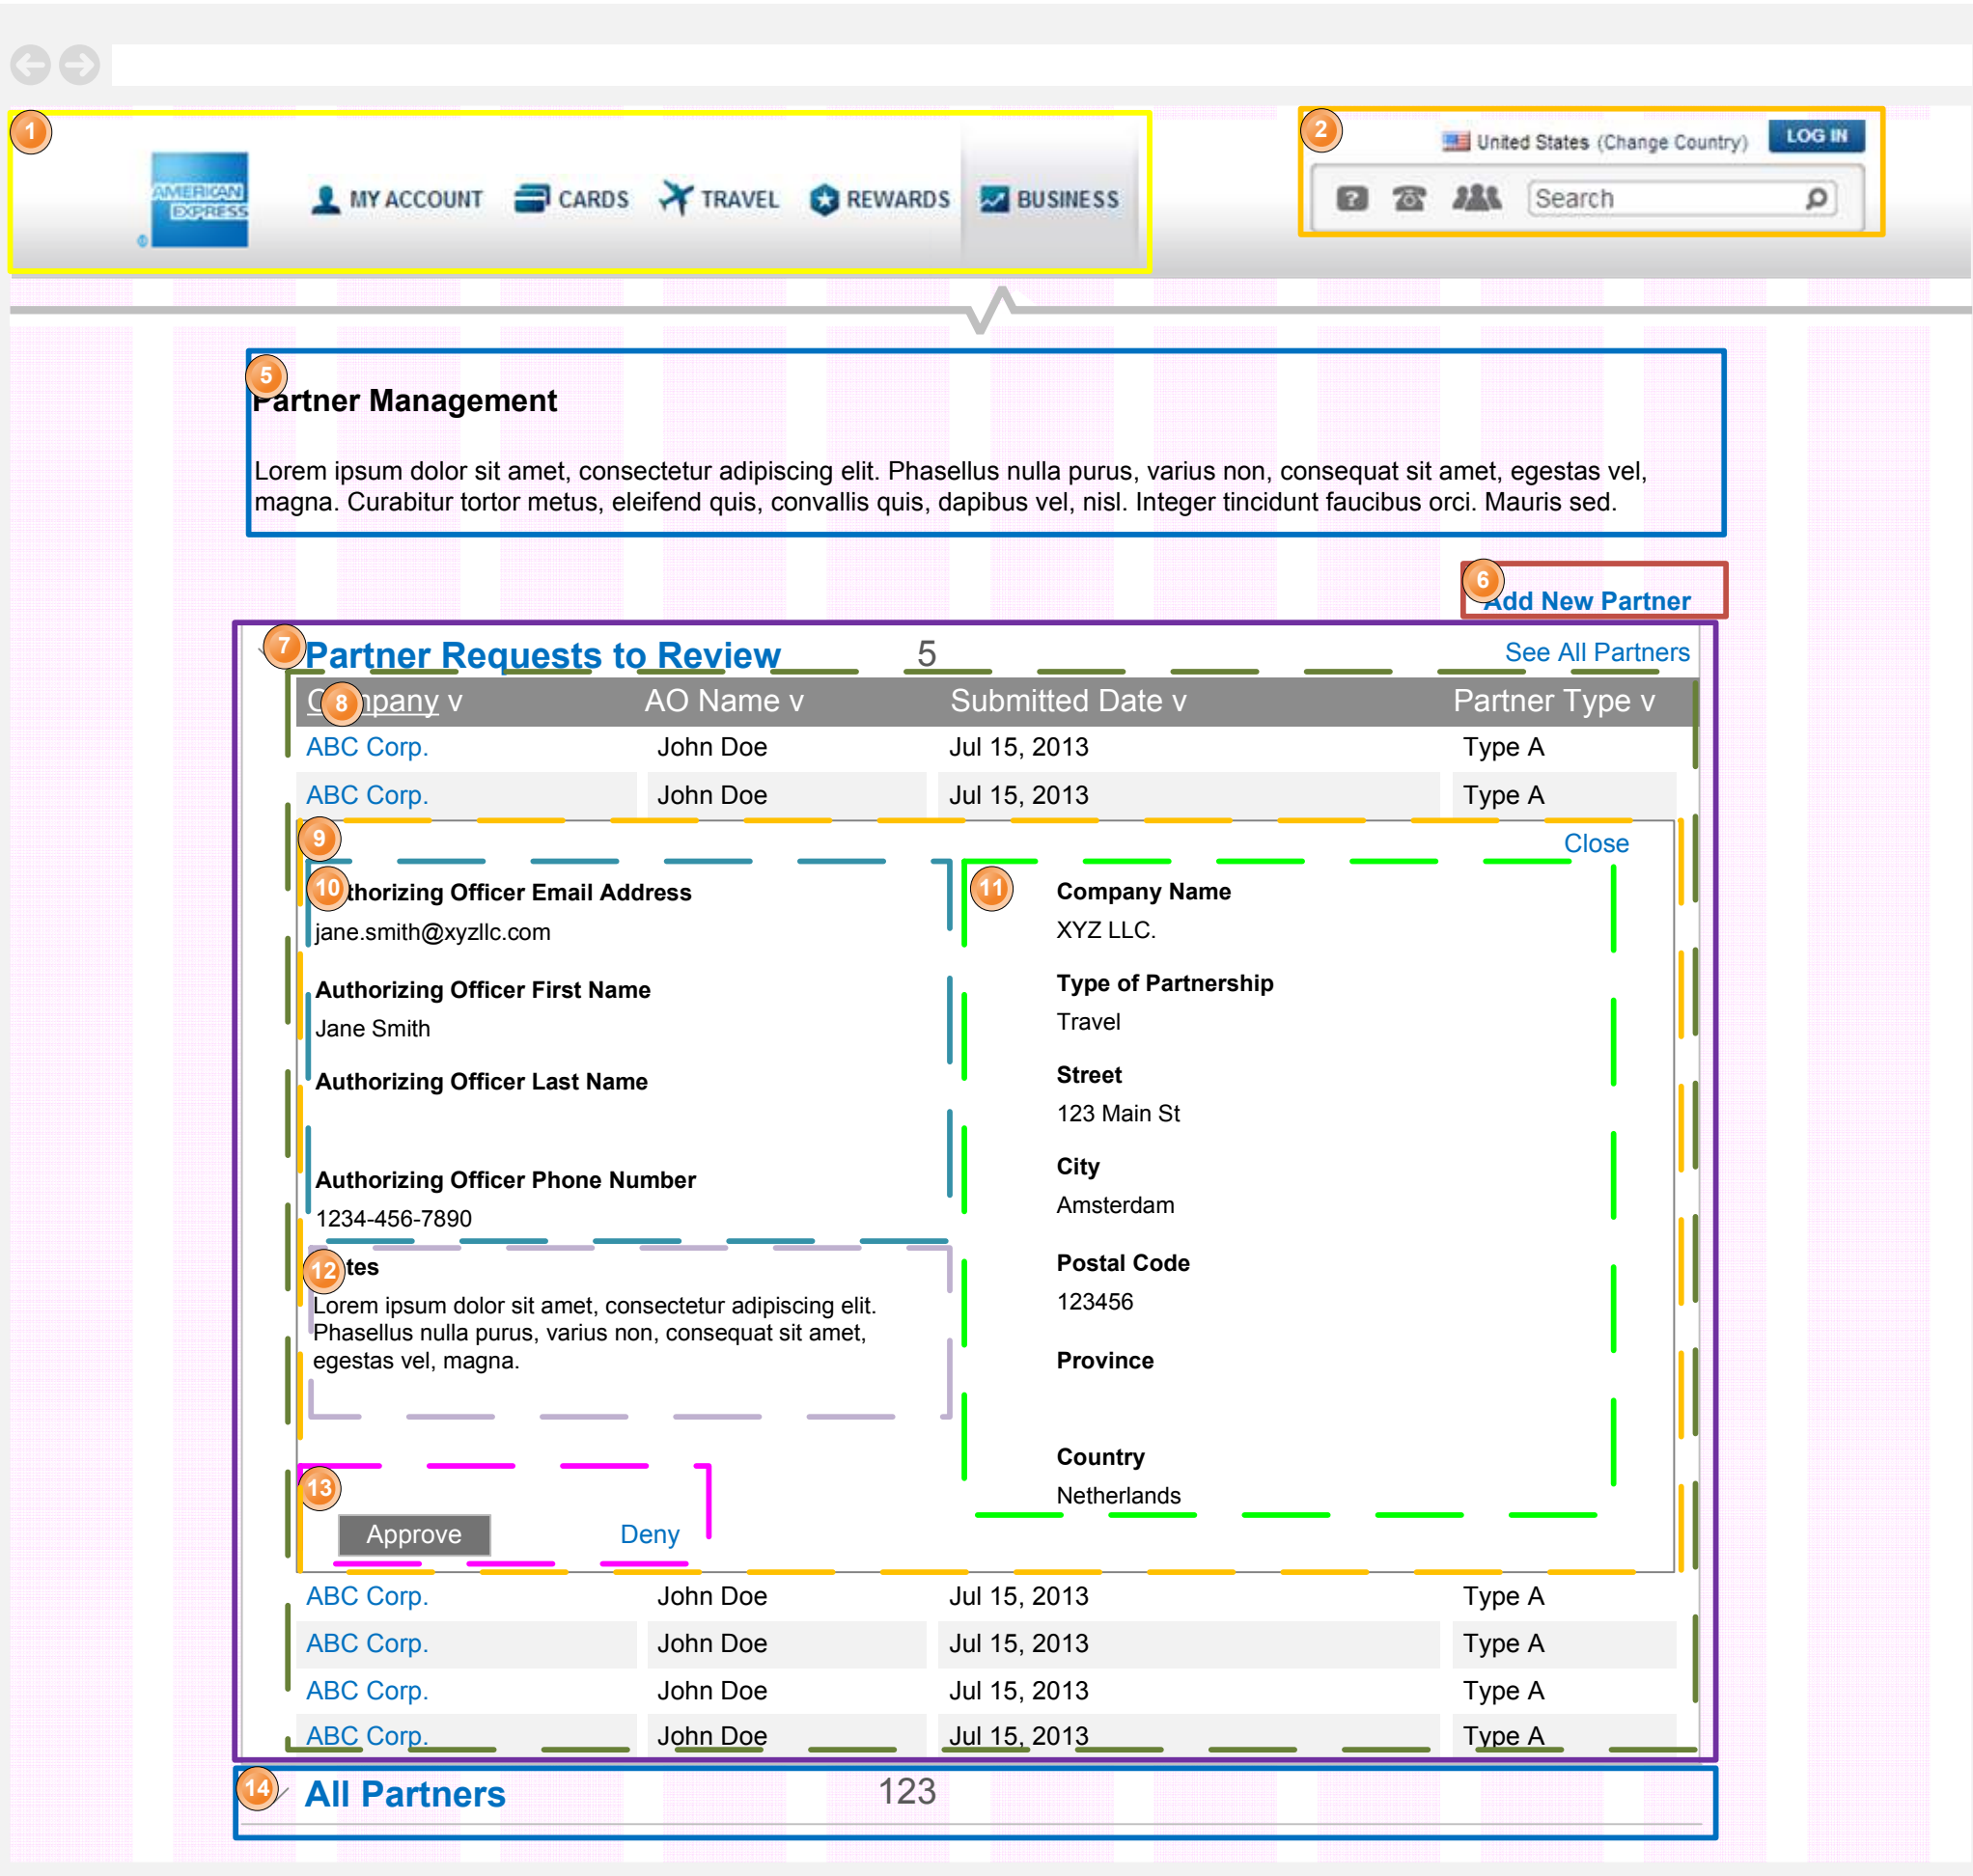 1
2
United States (Change Country) LOG IN
AMERICAN EXPRESS ®
MY ACCOUNT CARDS TRAVEL REWARDS BUSINESS
? Search
5
Partner Management
Lorem ipsum dolor sit amet, consectetur adipiscing elit. Phasellus nulla purus, varius non, consequat sit amet, egestas vel,
magna. Curabitur tortor metus, eleifend quis, convallis quis, dapibus vel, nisl. Integer tincidunt faucibus orci. Mauris sed.
6
Add New Partner
7 Partner Requests to Review 5 See All Partners
8
Company v AO Name v Submitted Date v Partner Type v
ABC Corp. John Doe Jul 15, 2013 Type A
ABC Corp. John Doe Jul 15, 2013 Type A
9 Close
10
Authorizing Officer Email Address
jane.smith@xyzllc.com
Authorizing Officer First Name
Jane Smith
Authorizing Officer Last Name
Authorizing Officer Phone Number
1234-456-7890
12
Notes
Lorem ipsum dolor sit amet, consectetur adipiscing elit.
Phasellus nulla purus, varius non, consequat sit amet,
egestas vel, magna.
11
Company Name
XYZ LLC.
Type of Partnership
Travel
Street
123 Main St
City
Amsterdam
Postal Code
123456
Province
Country
Netherlands
13
Approve Deny
ABC Corp. John Doe Jul 15, 2013 Type A
ABC Corp. John Doe Jul 15, 2013 Type A
ABC Corp. John Doe Jul 15, 2013 Type A
ABC Corp. John Doe Jul 15, 2013 Type A
14 All Partners 123